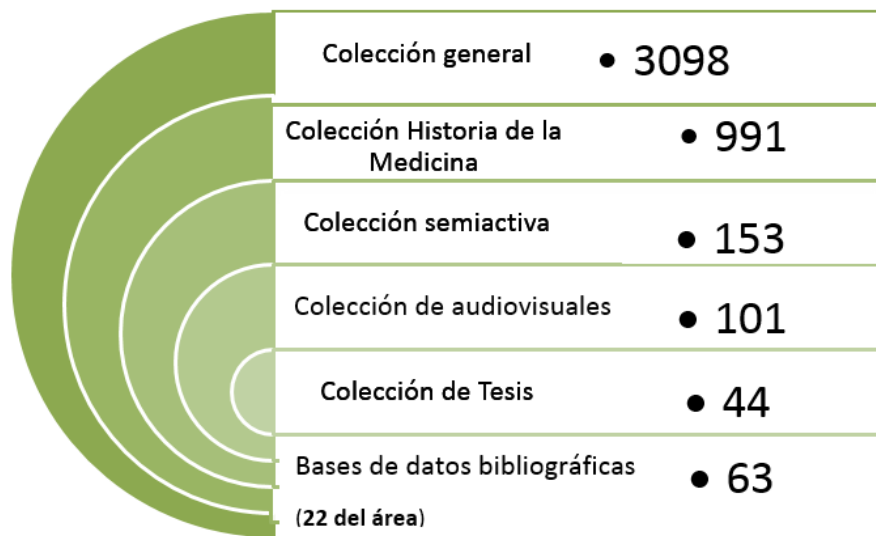 Colección general • 3098
Colección Historia de la
Medicina • 991
Colección semiactiva • 153
Colección de audiovisuales • 101
Colección de Tesis • 44
Bases de datos bibliográficas • 63
(22 del área)